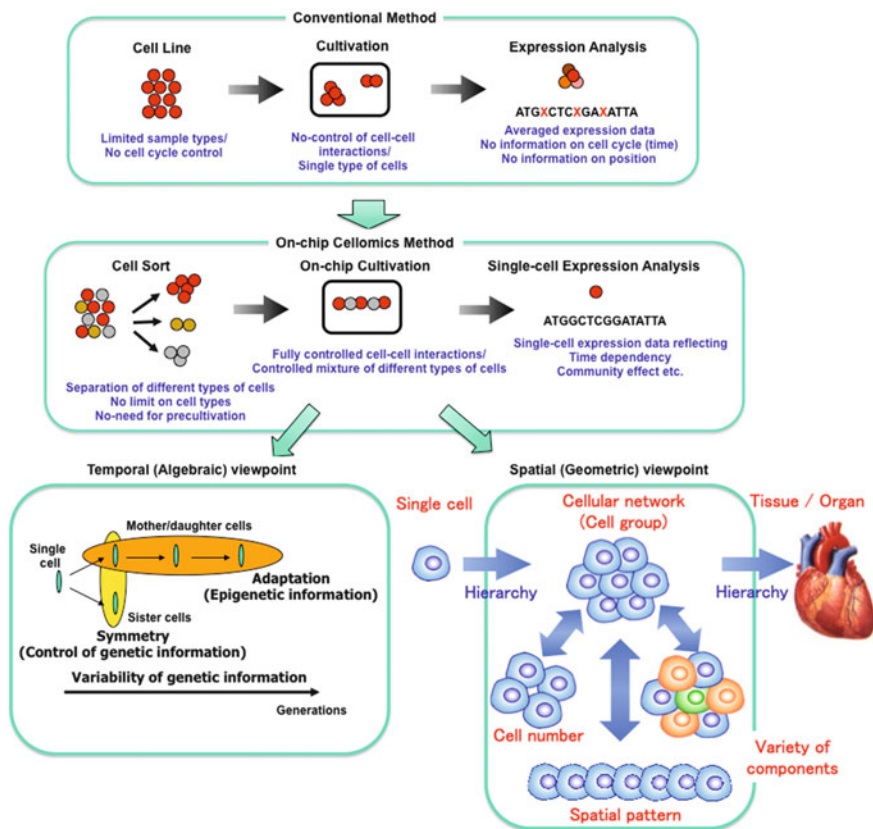 Conventional Method
Cell Line
Cultivation
Expression Analysis
ATGXCTCXGAXATTA
Limited sample types/
No cell cycle control
No-control of cell-cell
interactions/
Single type of cells
Averaged expression data
No information on cell cycle (time)
No information on position
On-chip Cellomics Method
Cell Sort
On-chip Cultivation
Single-cell Expression Analysis
ATGGCTCGGATATTA
Separation of different types of cells
No limit on cell types
No-need for precultivation
Fully controlled cell-cell interactions/
Controlled mixture of different types of cells
Single-cell expression data reflecting
Time dependency
Community effect etc.
Temporal (Algebraic) viewpoint
Mother/daughter cells
Single
cell
Adaptation
(Epigenetic information)
Sister cells
Symmetry
(Control of genetic information)
Variability of genetic information
Generations
Spatial (Geometric) viewpoint
Single cell
Cellular network
(Cell group)
Tissue / Organ
Hierarchy
Hierarchy
Cell number
Variety of
components
Spatial pattern